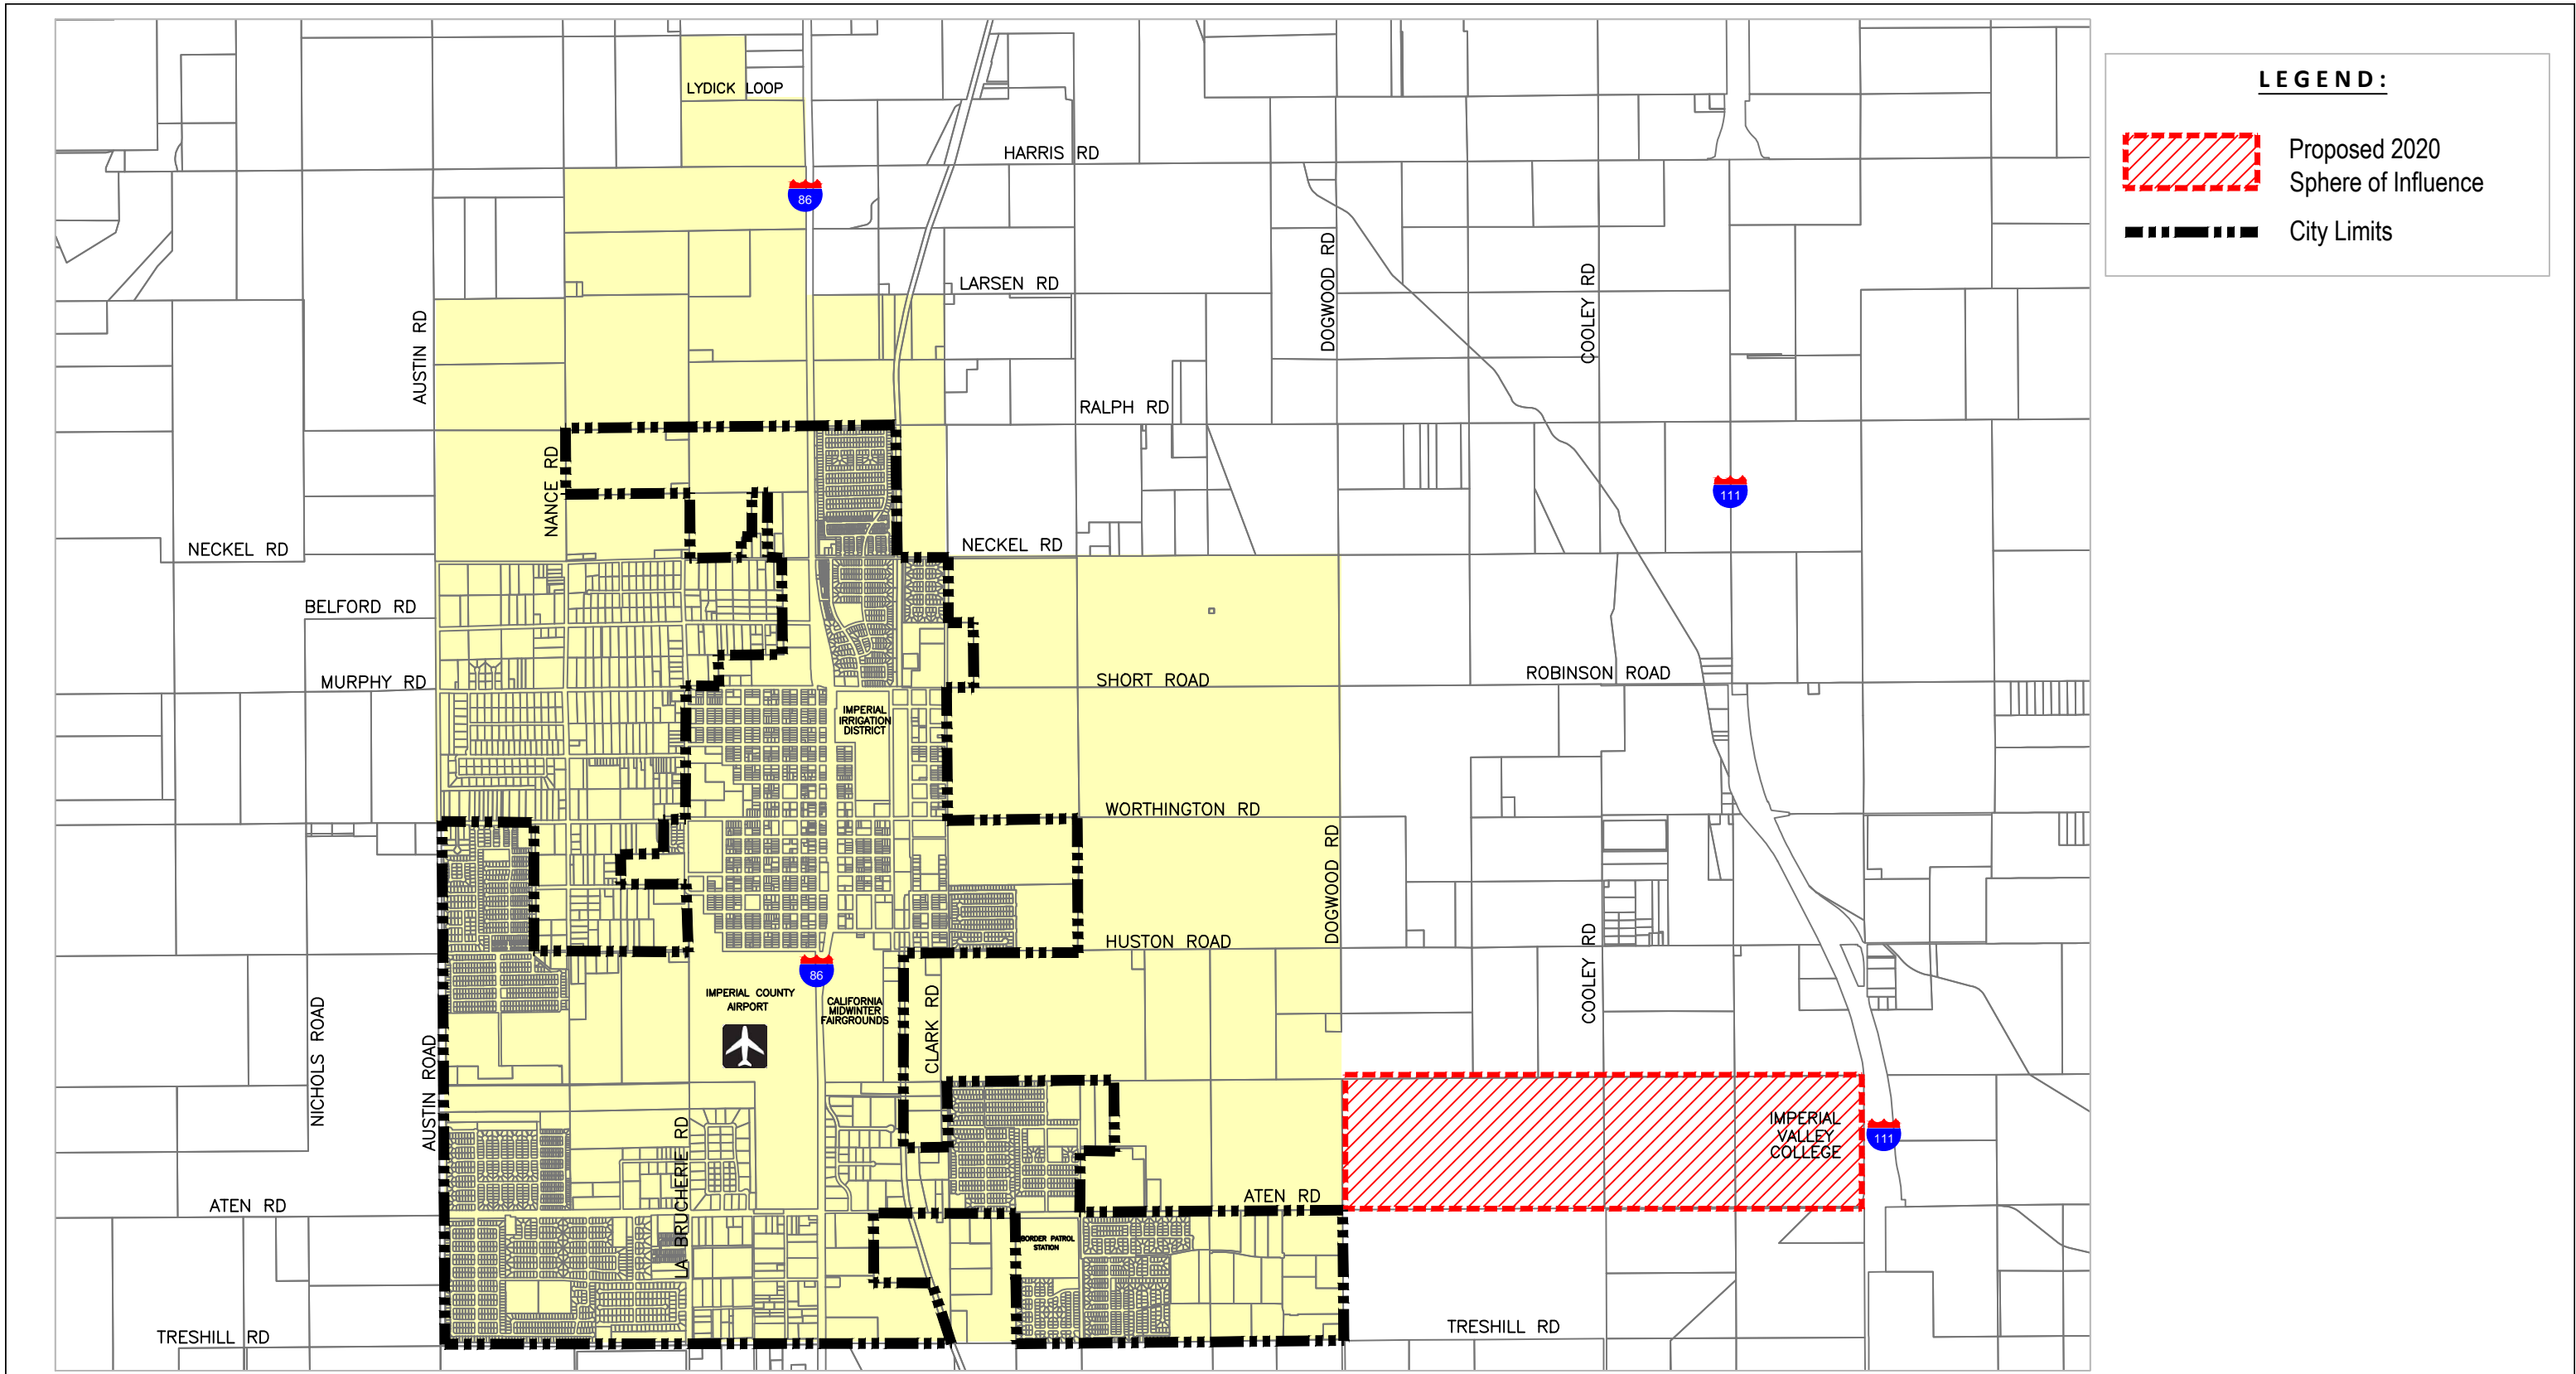 LEGEND:
Proposed 2020
Sphere of Influence
City Limits
LYDICK LOOP
HARRIS RD
86
LARSEN RD
DOGWOOD RD
COOLEY RD
AUSTIN RD
RALPH RD
NANCE RD
111
NECKEL RD
NECKEL RD
BELFORD RD
MURPHY RD
SHORT ROAD
ROBINSON ROAD
IMPERIAL
IRRIGATION
DISTRICT
WORTHINGTON RD
DOGWOOD RD
HUSTON ROAD
COOLEY RD
86
IMPERIAL COUNTY
AIRPORT
CALIFORNIA
MIDWINTER
FAIRGROUNDS
CLARK RD
NICHOLS ROAD
AUSTIN ROAD
LA BRUCHERIE RD
IMPERIAL
VALLEY
COLLEGE
111
ATEN RD
ATEN RD
BORDER PATROL
STATION
TRESHILL RD
TRESHILL RD